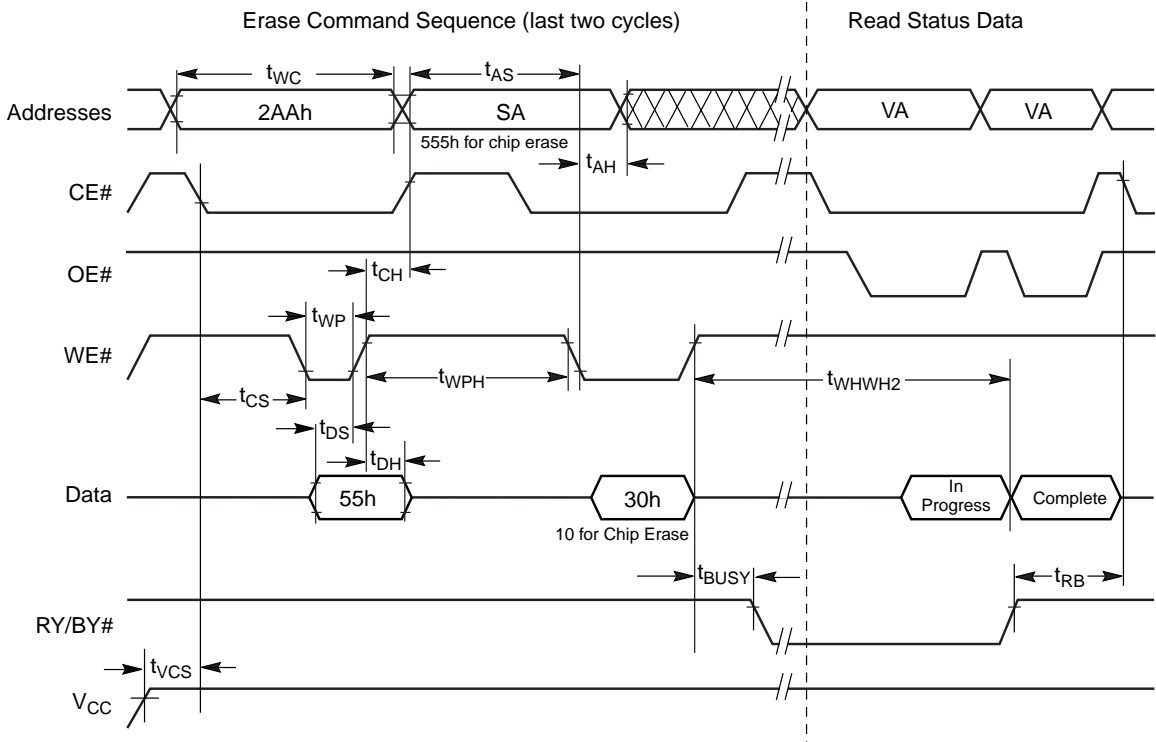 Erase Command Sequence (last two cycles)
Read Status Data
tWC
tAS
Addresses
2AAh
SA
VA
VA
555h for chip erase
tAH
CE#
OE#
tCH
tWP
WE#
tWPH
tWHWH2
tCS
tDS
tDH
Data
55h
30h
In
Progress
Complete
10 for Chip Erase
tBUSY
tRB
RY/BY#
tVCS
VCC